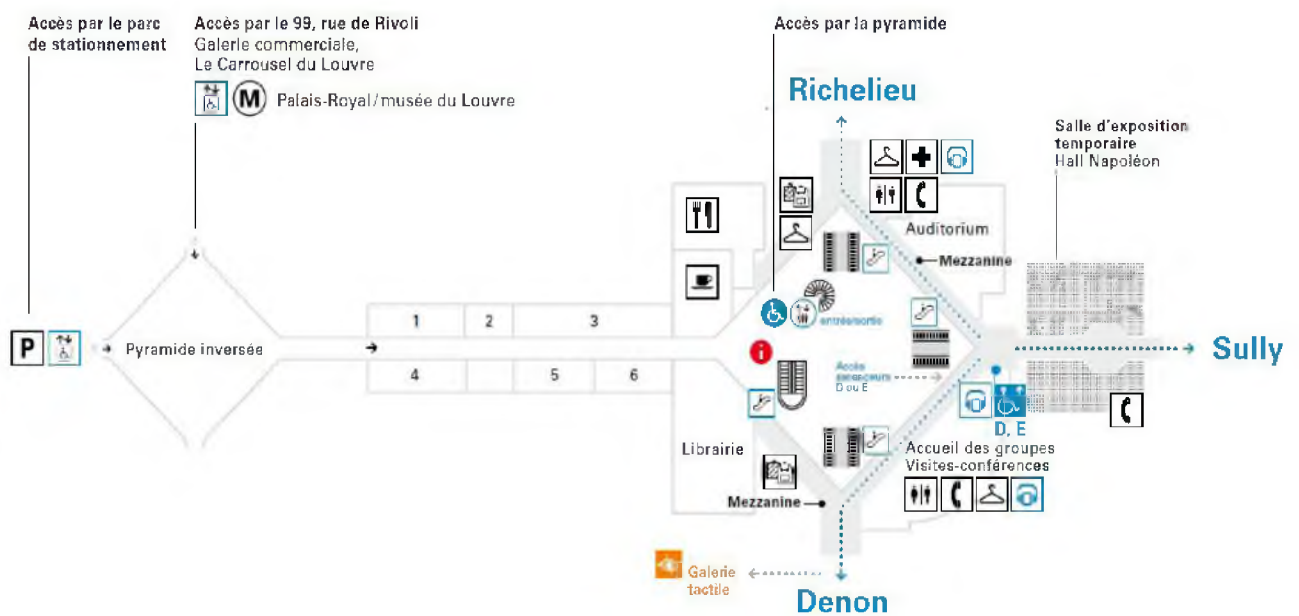 Accès par le parc
de stationnement
Accès par le 99, rue de Rivoli
Galerie commerciale,
Le Carrousel du Louvre
M Palais-Royal/musée du Louvre
Accès par la pyramide
Richelieu
Salle d'exposition
temporaire
Hall Napoléon
Auditorium
Mezzanine
entrée/sortie
1 2 3
P
Pyramide inversée
i
Sully
4 5 6
Accès
ascenseurs
D ou E
D, E
Librairie
Accueil des groupes
Visites-conférences
Mezzanine
Galerie
tactile
Denon